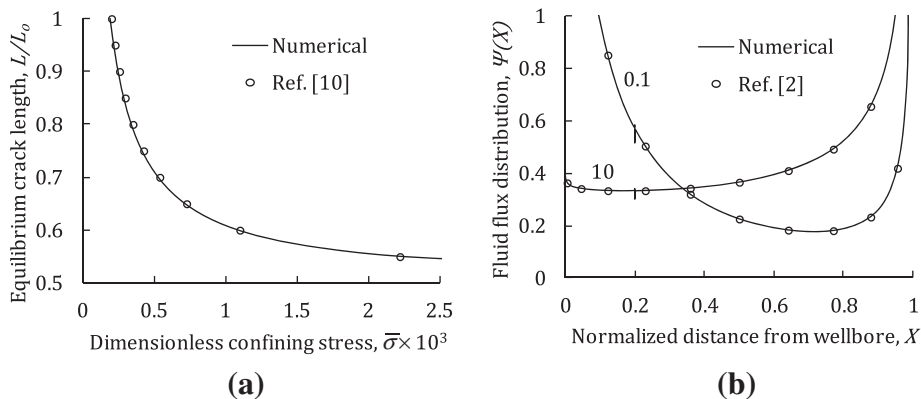 Equilibrium crack length, L/Lo
1
0.9
0.8
0.7
0.6
0.5
0
0.5
1
1.5
2
2.5
Numerical
Ref. [10]
Dimensionless confining stress, σ̅ × 10³
(a)
Fluid flux distribution, Ψ(X)
1
0.8
0.6
0.4
0.2
0
0
0.2
0.4
0.6
0.8
1
Numerical
Ref. [2]
0.1
10
Normalized distance from wellbore, X
(b)